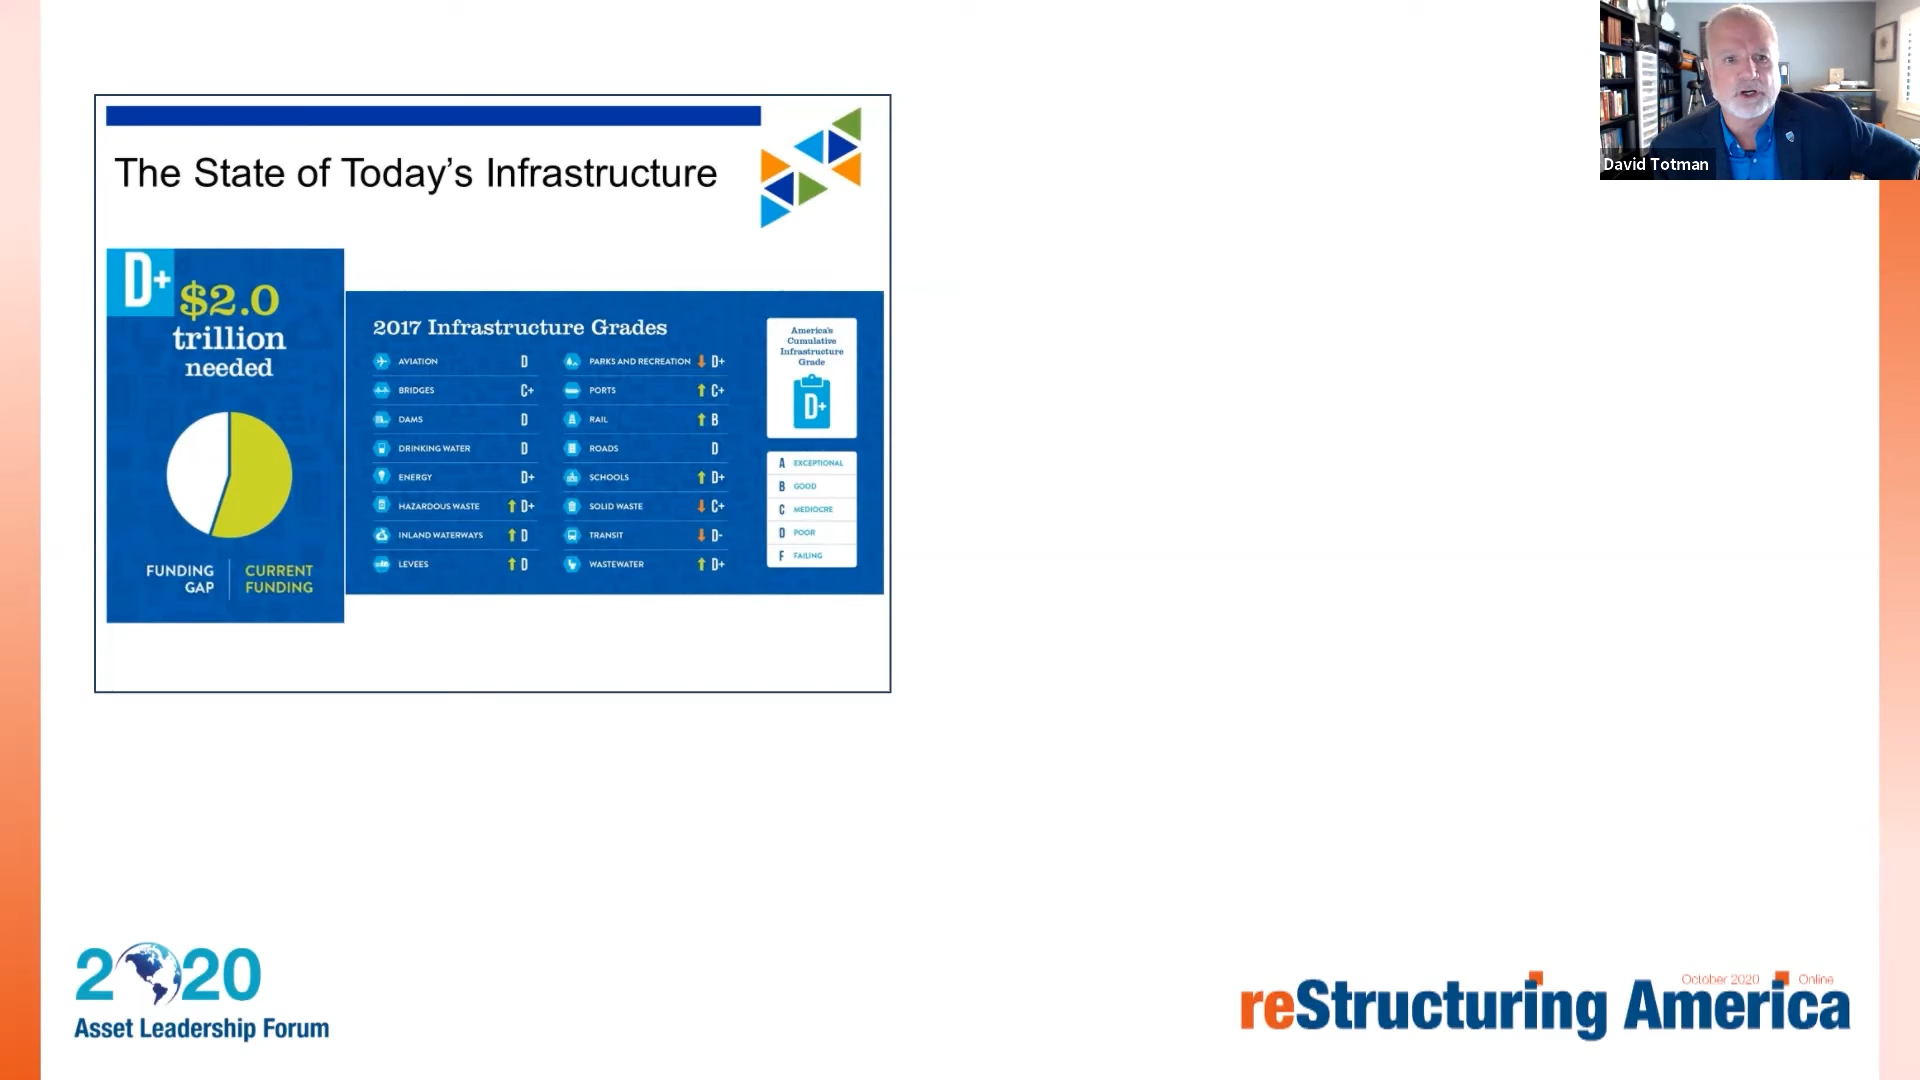 David Totman
The State of Today's Infrastructure
D+
$2.0
trillion
needed
FUNDING
GAP
CURRENT
FUNDING
2017 Infrastructure Grades
AVIATION D
BRIDGES C+
DAMS D
DRINKING WATER D
ENERGY D+
HAZARDOUS WASTE D+
INLAND WATERWAYS D
LEVEES D
PARKS AND RECREATION D+
PORTS C+
RAIL B
ROADS D
SCHOOLS D+
SOLID WASTE C+
TRANSIT D-
WASTEWATER D+
America's
Cumulative
Infrastructure
Grade
D+
A EXCEPTIONAL
B GOOD
C MEDIOCRE
D POOR
F FAILING
2020
Asset Leadership Forum
October 2020 Online
reStructuring America